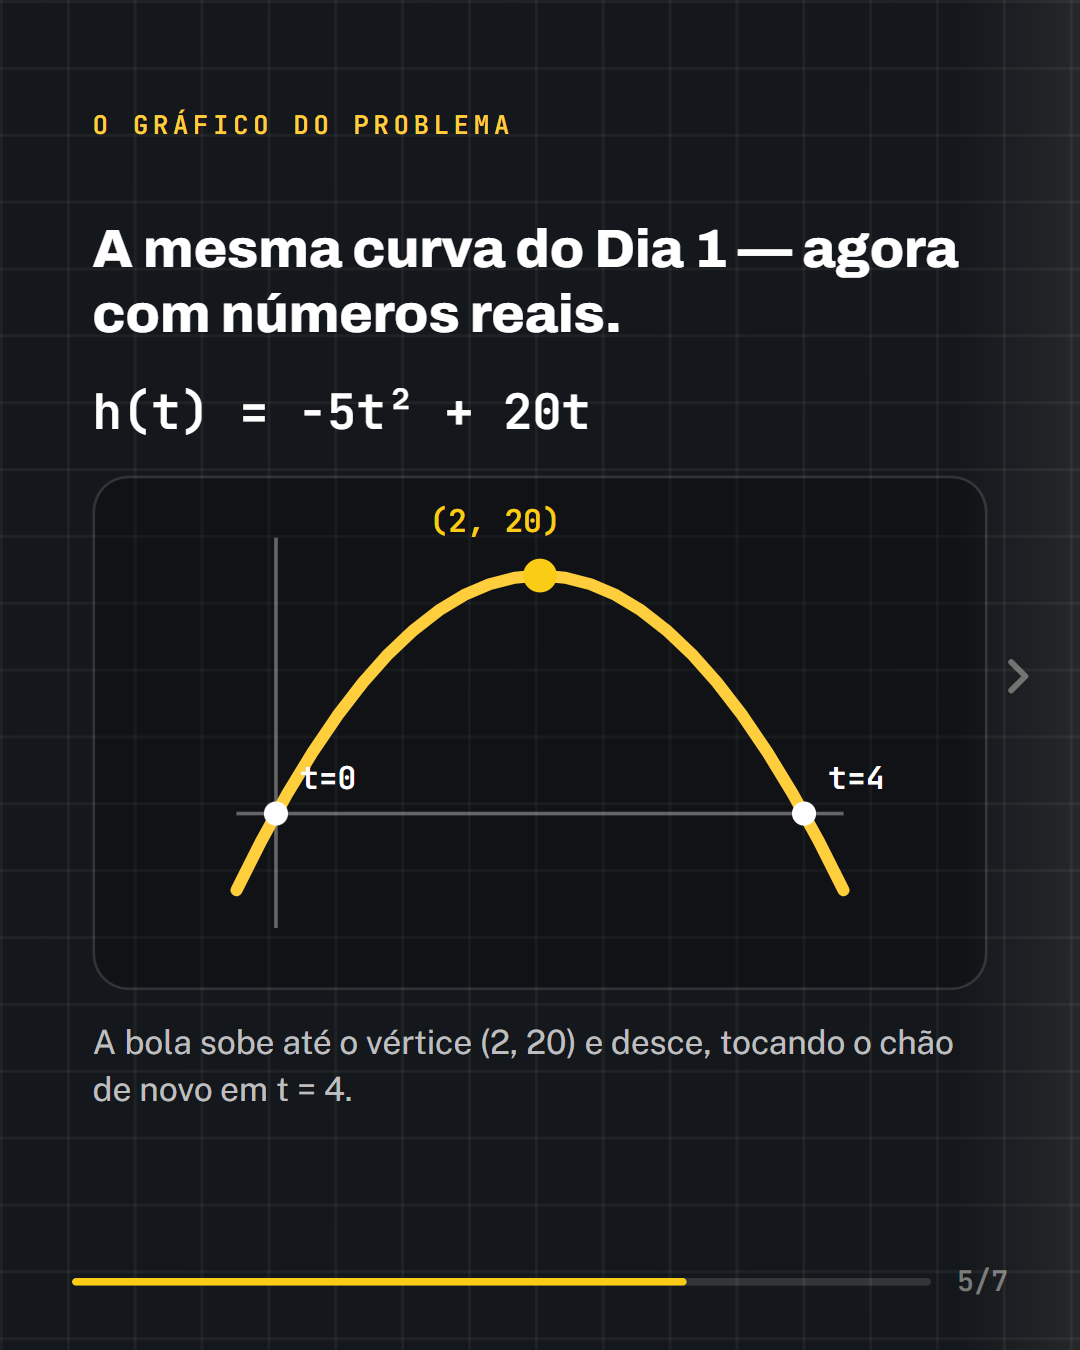 O GRÁFICO DO PROBLEMA
A mesma curva do Dia 1 — agora
com números reais.
h(t) = -5t² + 20t
(2, 20)
t=0
t=4
A bola sobe até o vértice (2, 20) e desce, tocando o chão
de novo em t = 4.
5/7